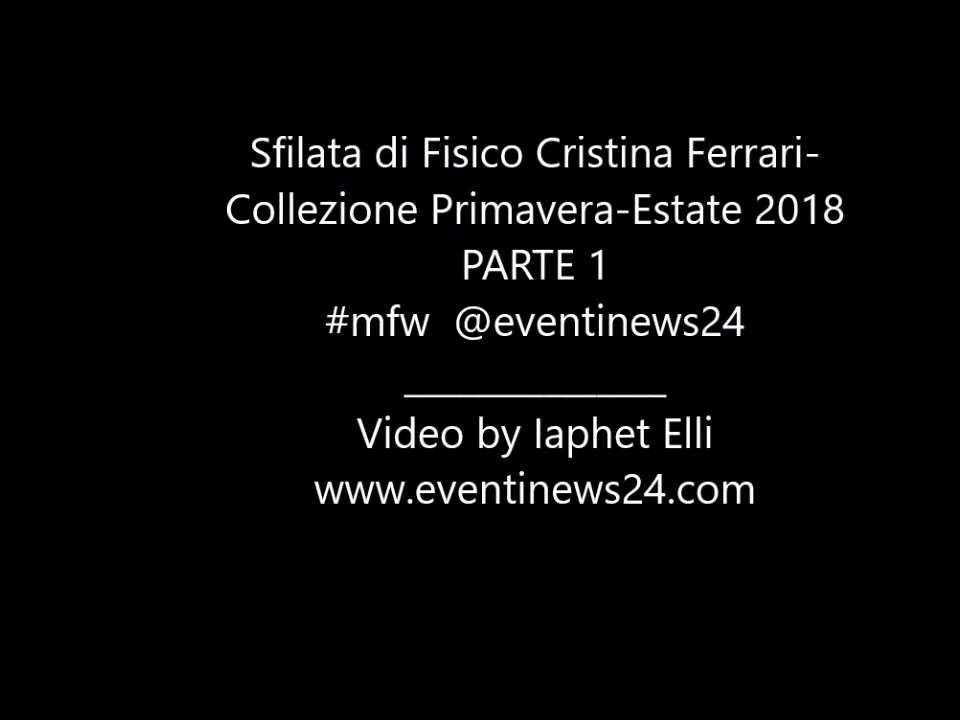 Sfilata di Fisico Cristina Ferrari-
Collezione Primavera-Estate 2018
PARTE 1
#mfw  @eventinews24
_____________
Video by Iaphet Elli
www.eventinews24.com